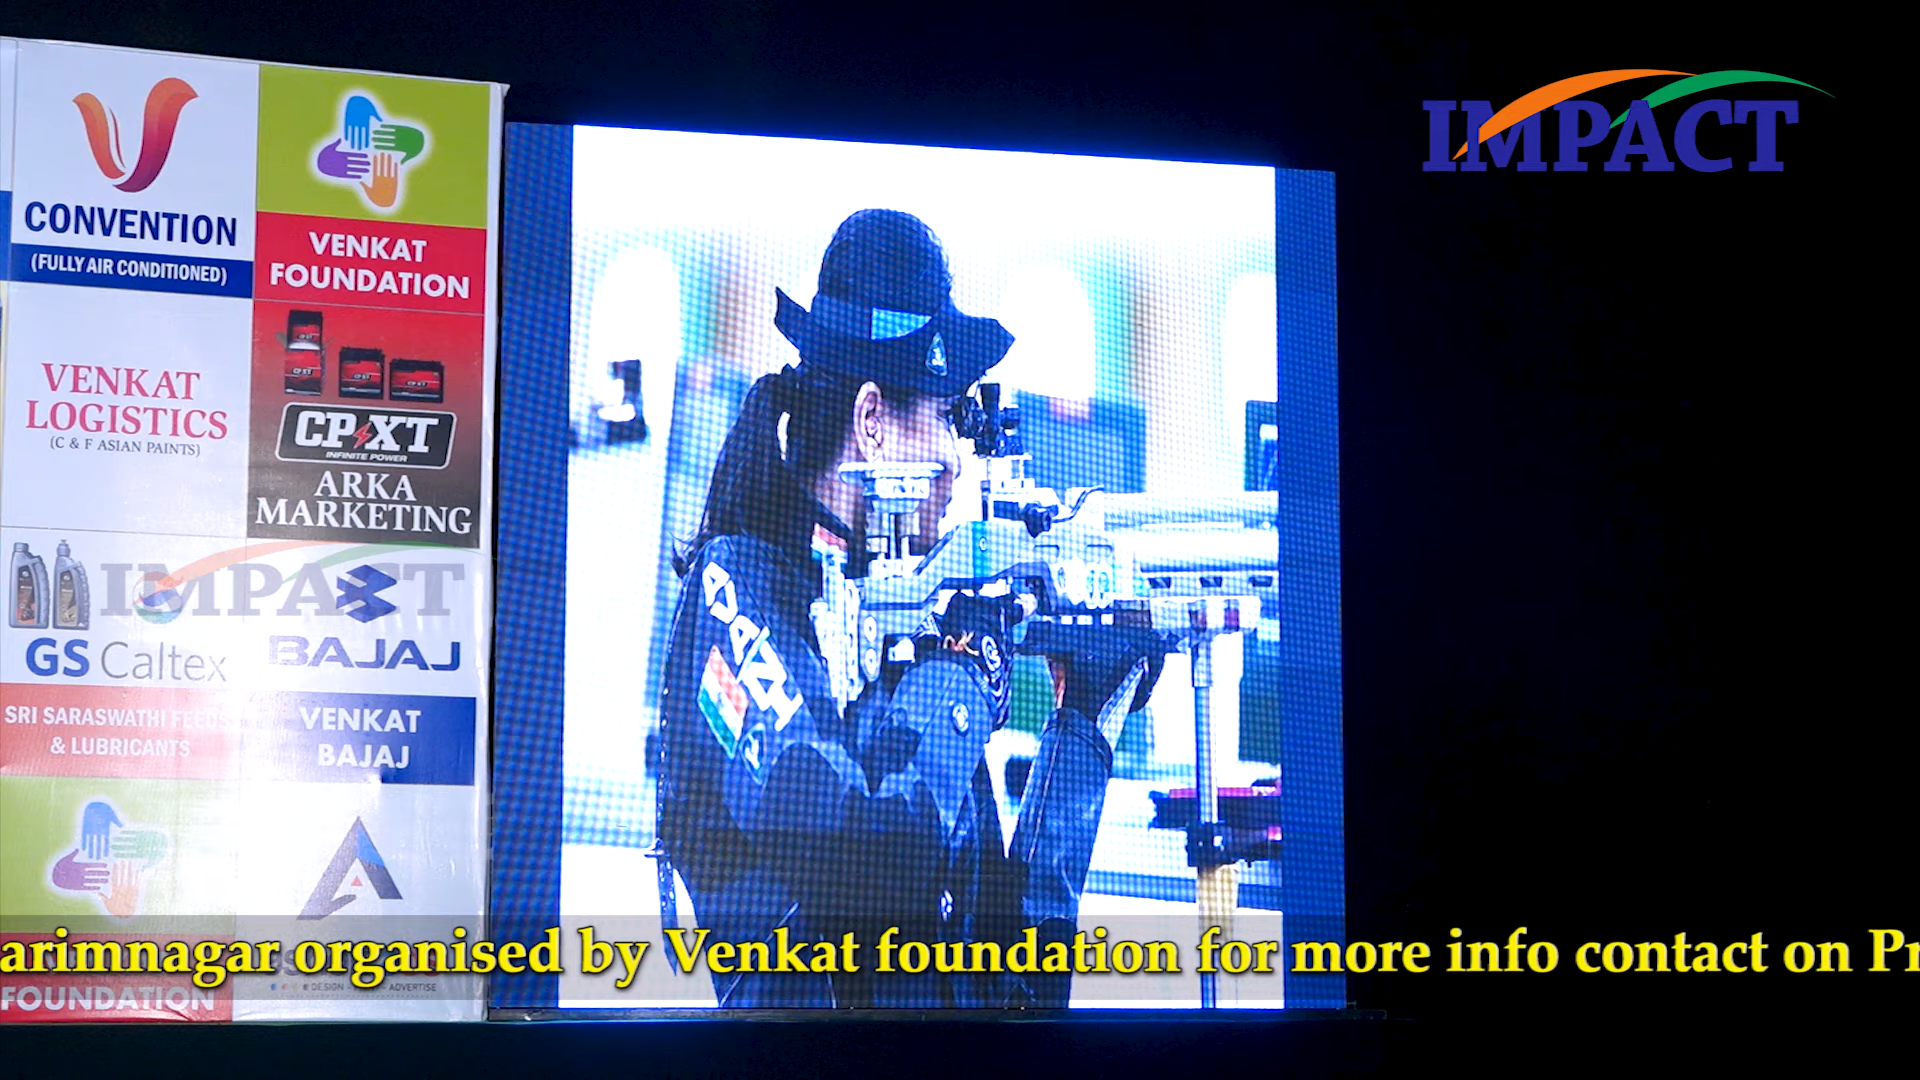 IMPACT
CONVENTION
(FULLY AIR CONDITIONED)
VENKAT
FOUNDATION
VENKAT
LOGISTICS
(C & F ASIAN PAINTS)
CP XT
INFINITE POWER
ARKA
MARKETING
IMPACT
GS Caltex
BAJAJ
SRI SARASWATHI FEEDS
& LUBRICANTS
VENKAT
BAJAJ
arimnagar organised by Venkat foundation for more info contact on Pr
FOUNDATION
DESIGN
ADVERTISE